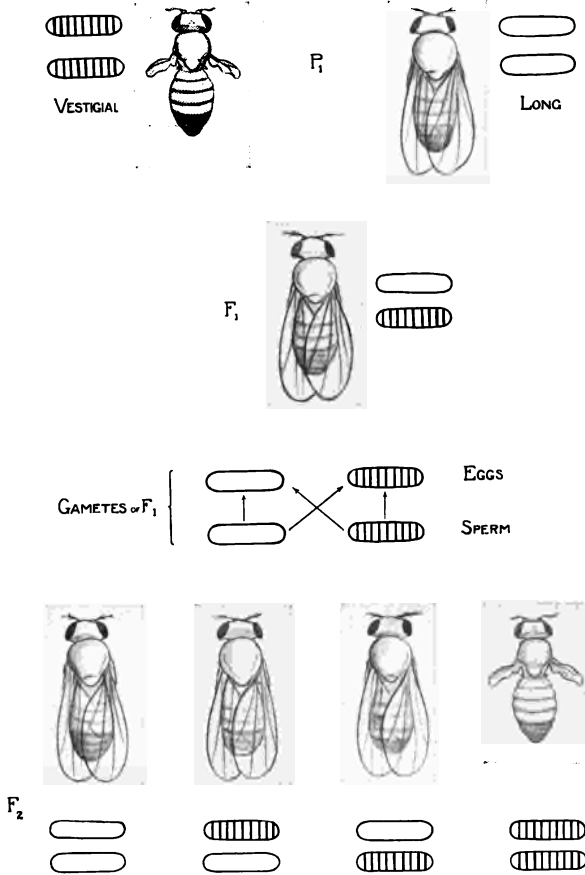 VESTIGIAL
P1
LONG
F1
GAMETES OF F1
EGGS
SPERM
F2